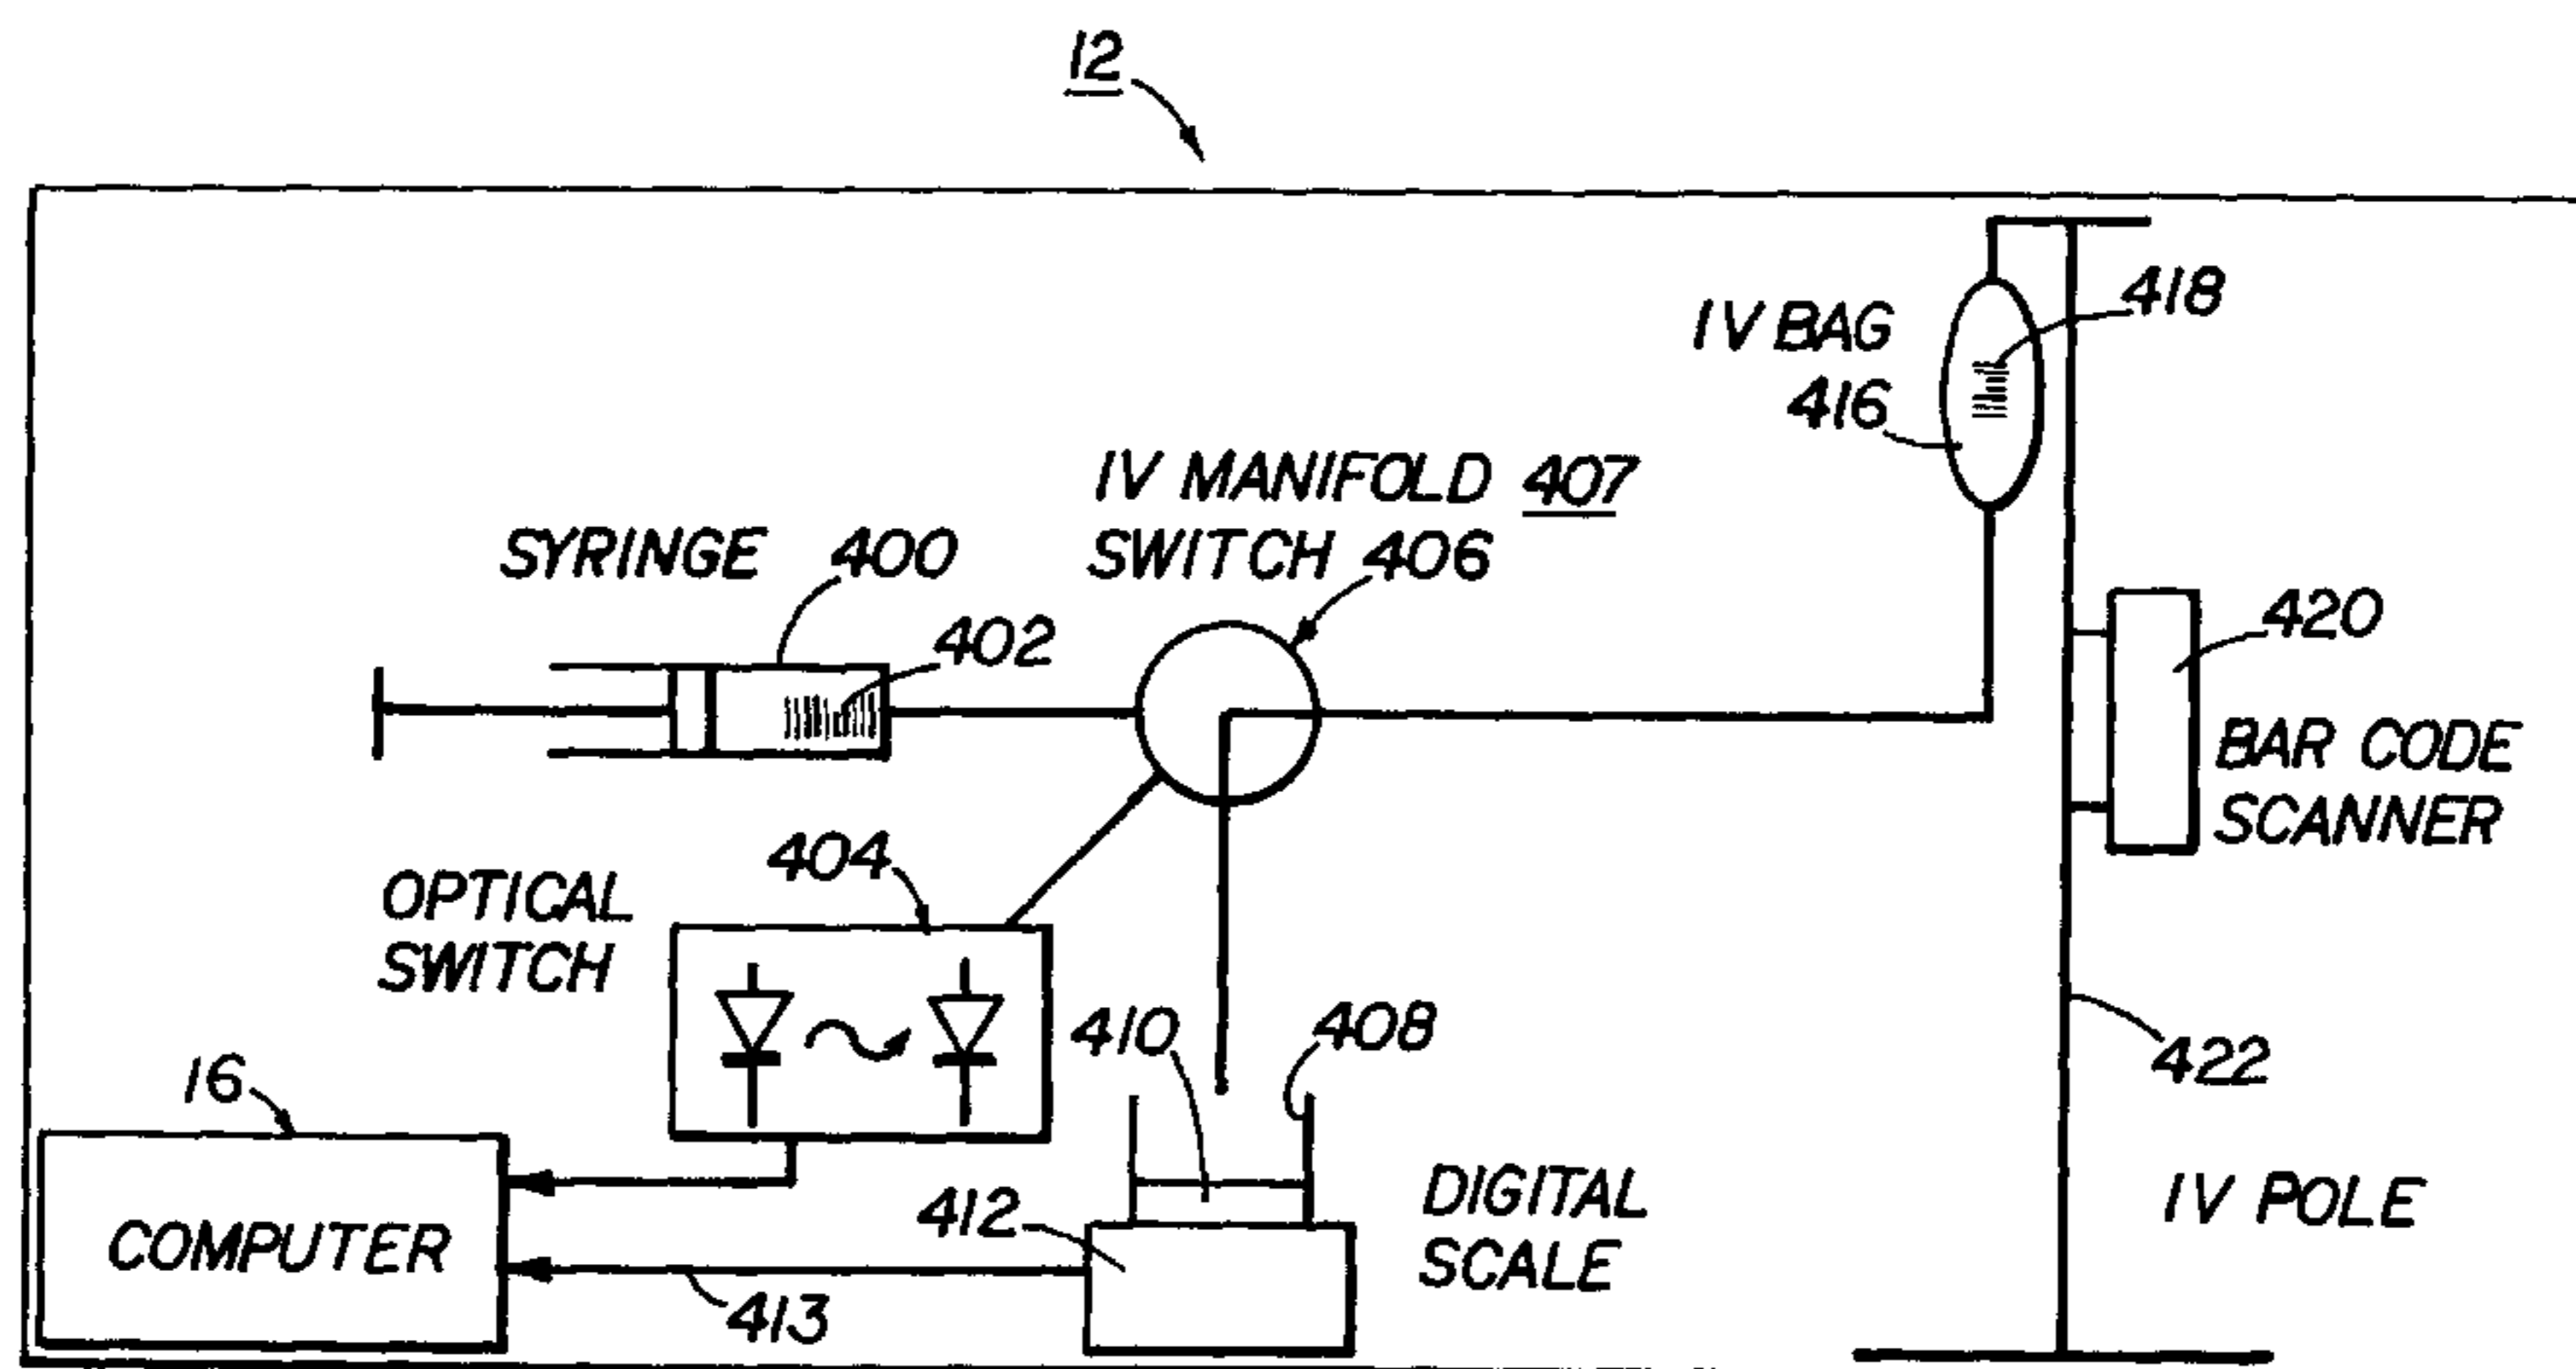 12
418
IV BAG
416
IV MANIFOLD 407
SWITCH 406
SYRINGE 400
402
420
BAR CODE
SCANNER
404
OPTICAL
SWITCH
410
408
422
16
COMPUTER
412
413
DIGITAL
SCALE
IV POLE